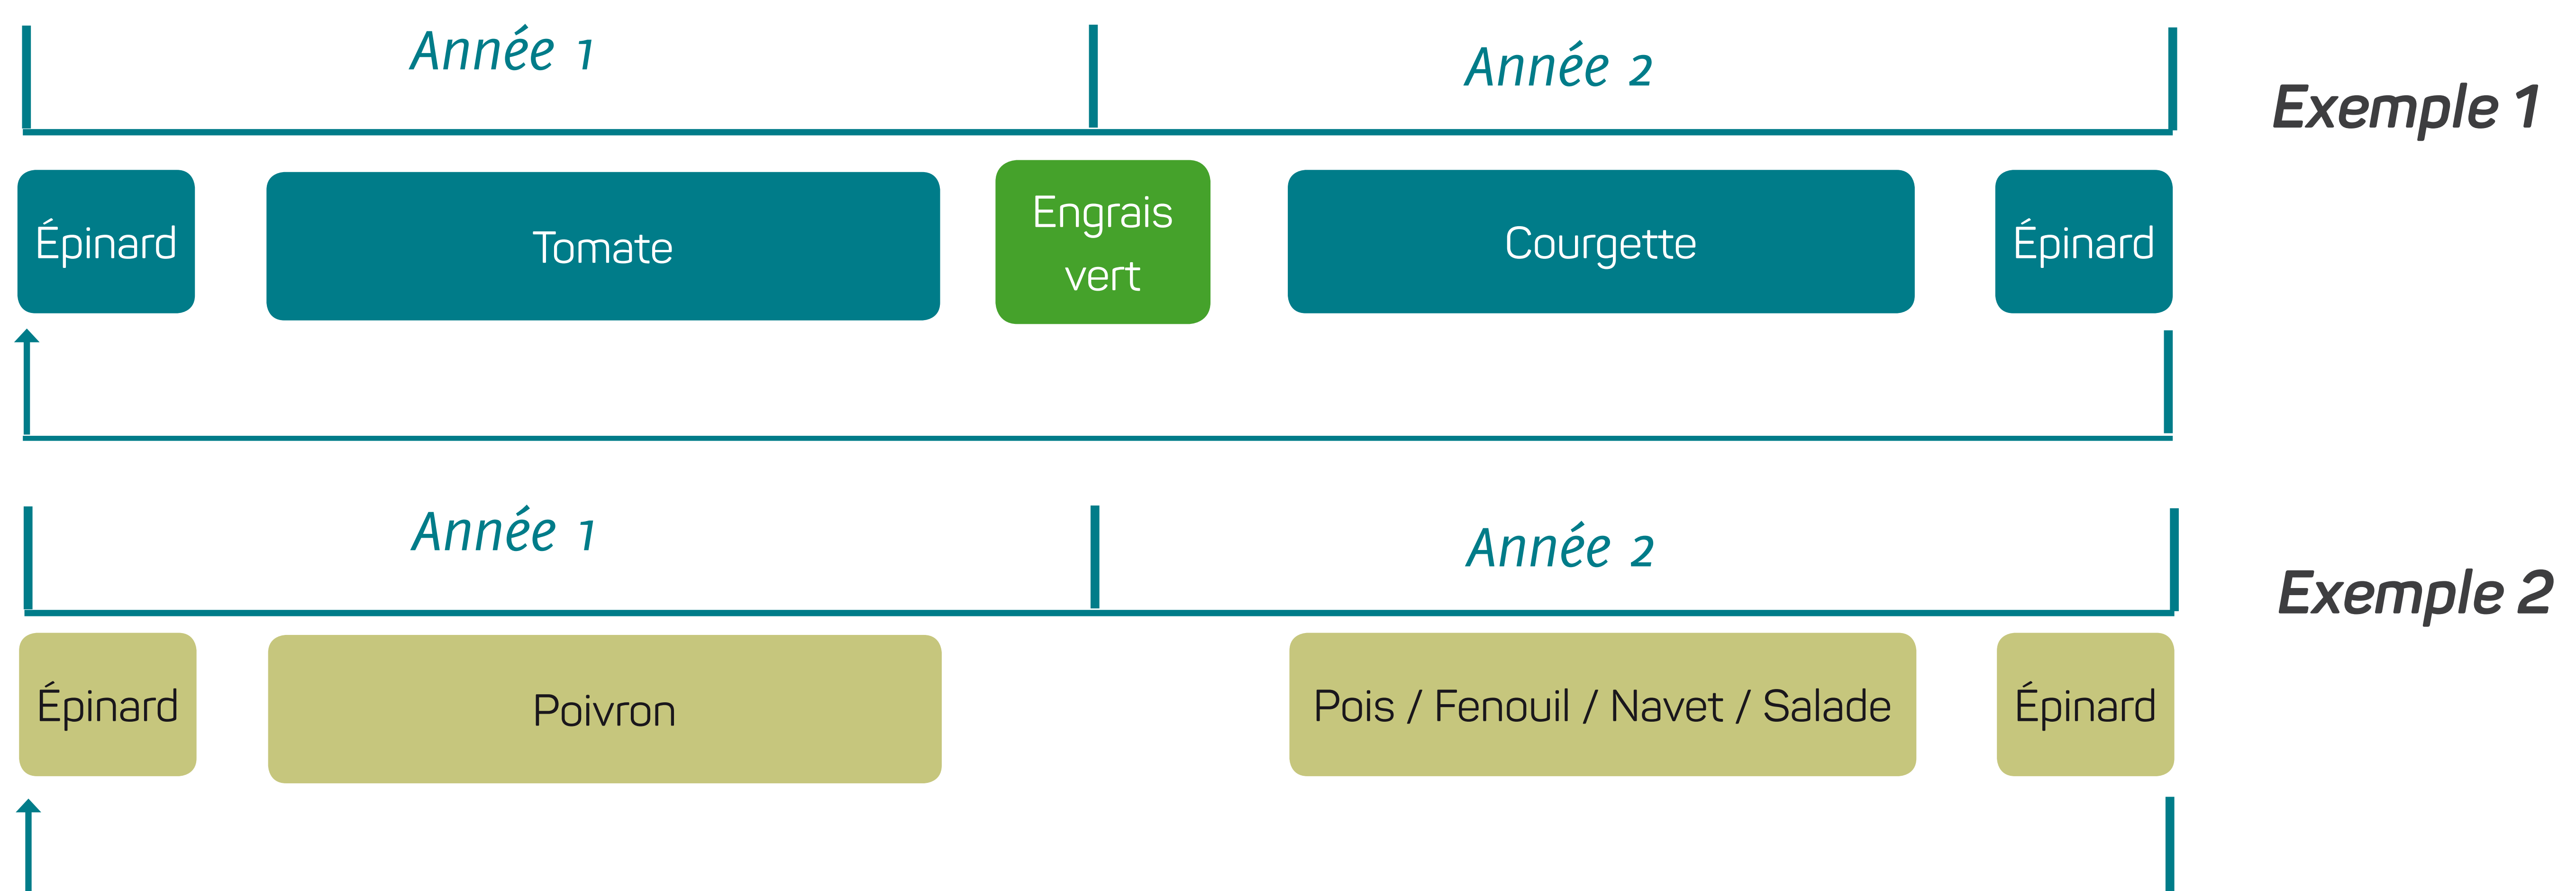 Année 1
Année 2
Exemple 1
Épinard
Tomate
Engrais
vert
Courgette
Épinard
Année 1
Année 2
Exemple 2
Épinard
Poivron
Pois / Fenouil / Navet / Salade
Épinard